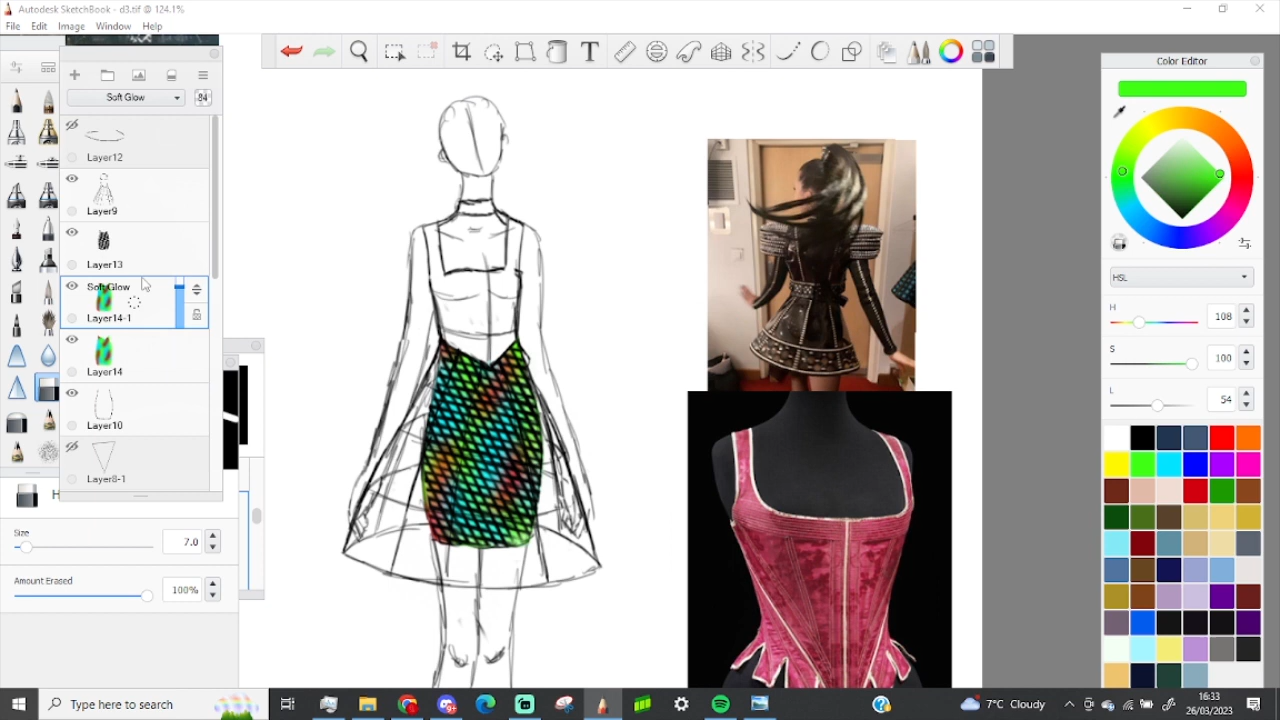 Autodesk SketchBook - d3.tif @ 124.1%
File Edit Image Window Help
Color Editor
Soft Glow
84
Layer12
Layer9
Layer13
Soft Glow
Layer14-1
Layer14
Layer10
Layer8-1
H
Size
7.0
Amount Erased
100%
HSL
H
108
S
100
L
54
Type here to search
7°C Cloudy
16:33
26/03/2023